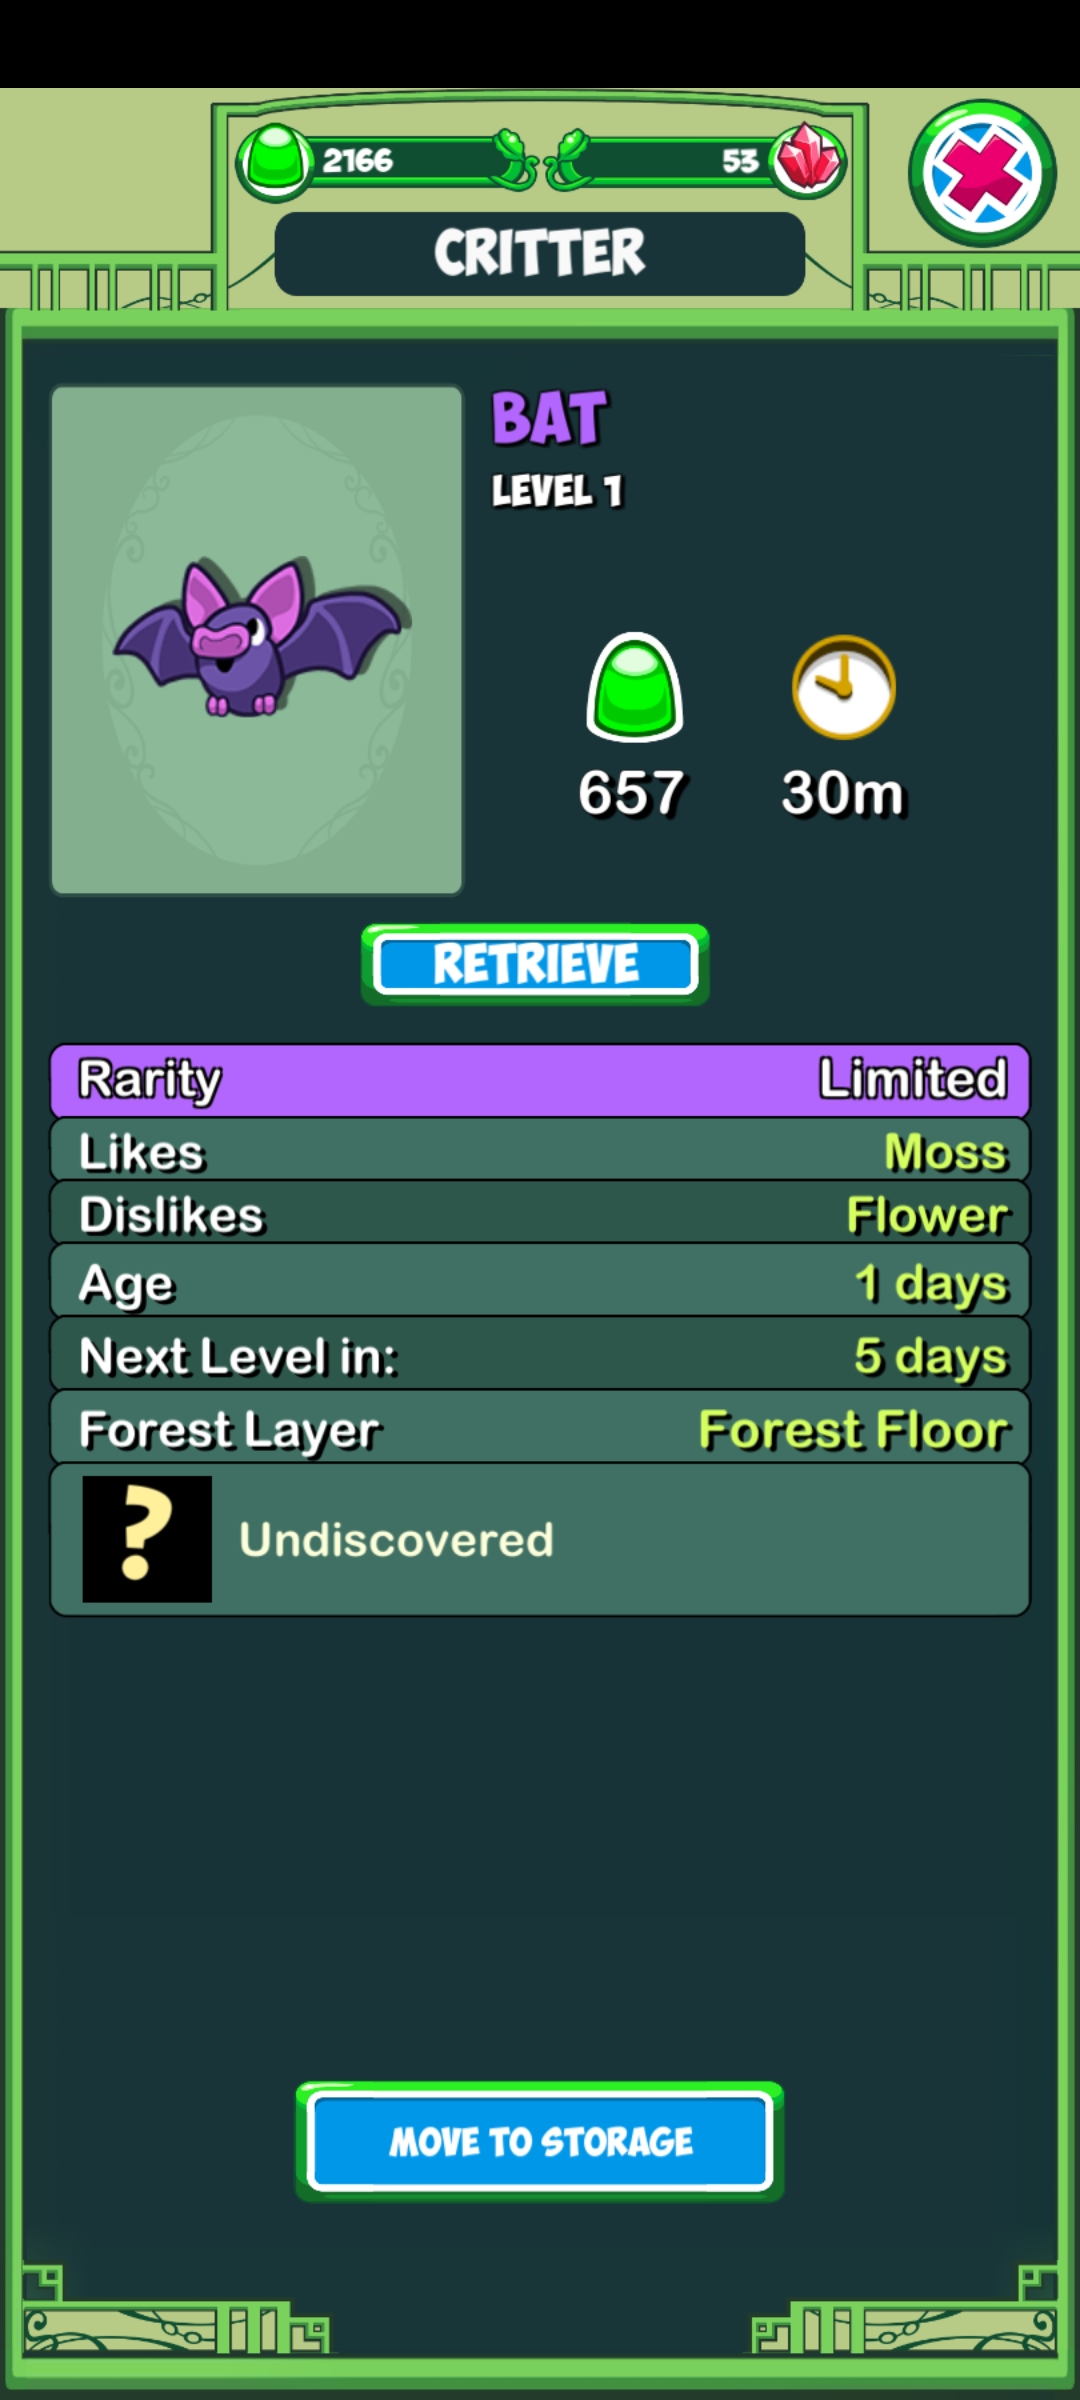 2166
53
CRITTER
BAT
LEVEL 1
657
30m
RETRIEVE
Rarity Limited
Likes Moss
Dislikes Flower
Age 1 days
Next Level in: 5 days
Forest Layer Forest Floor
? Undiscovered
MOVE TO STORAGE